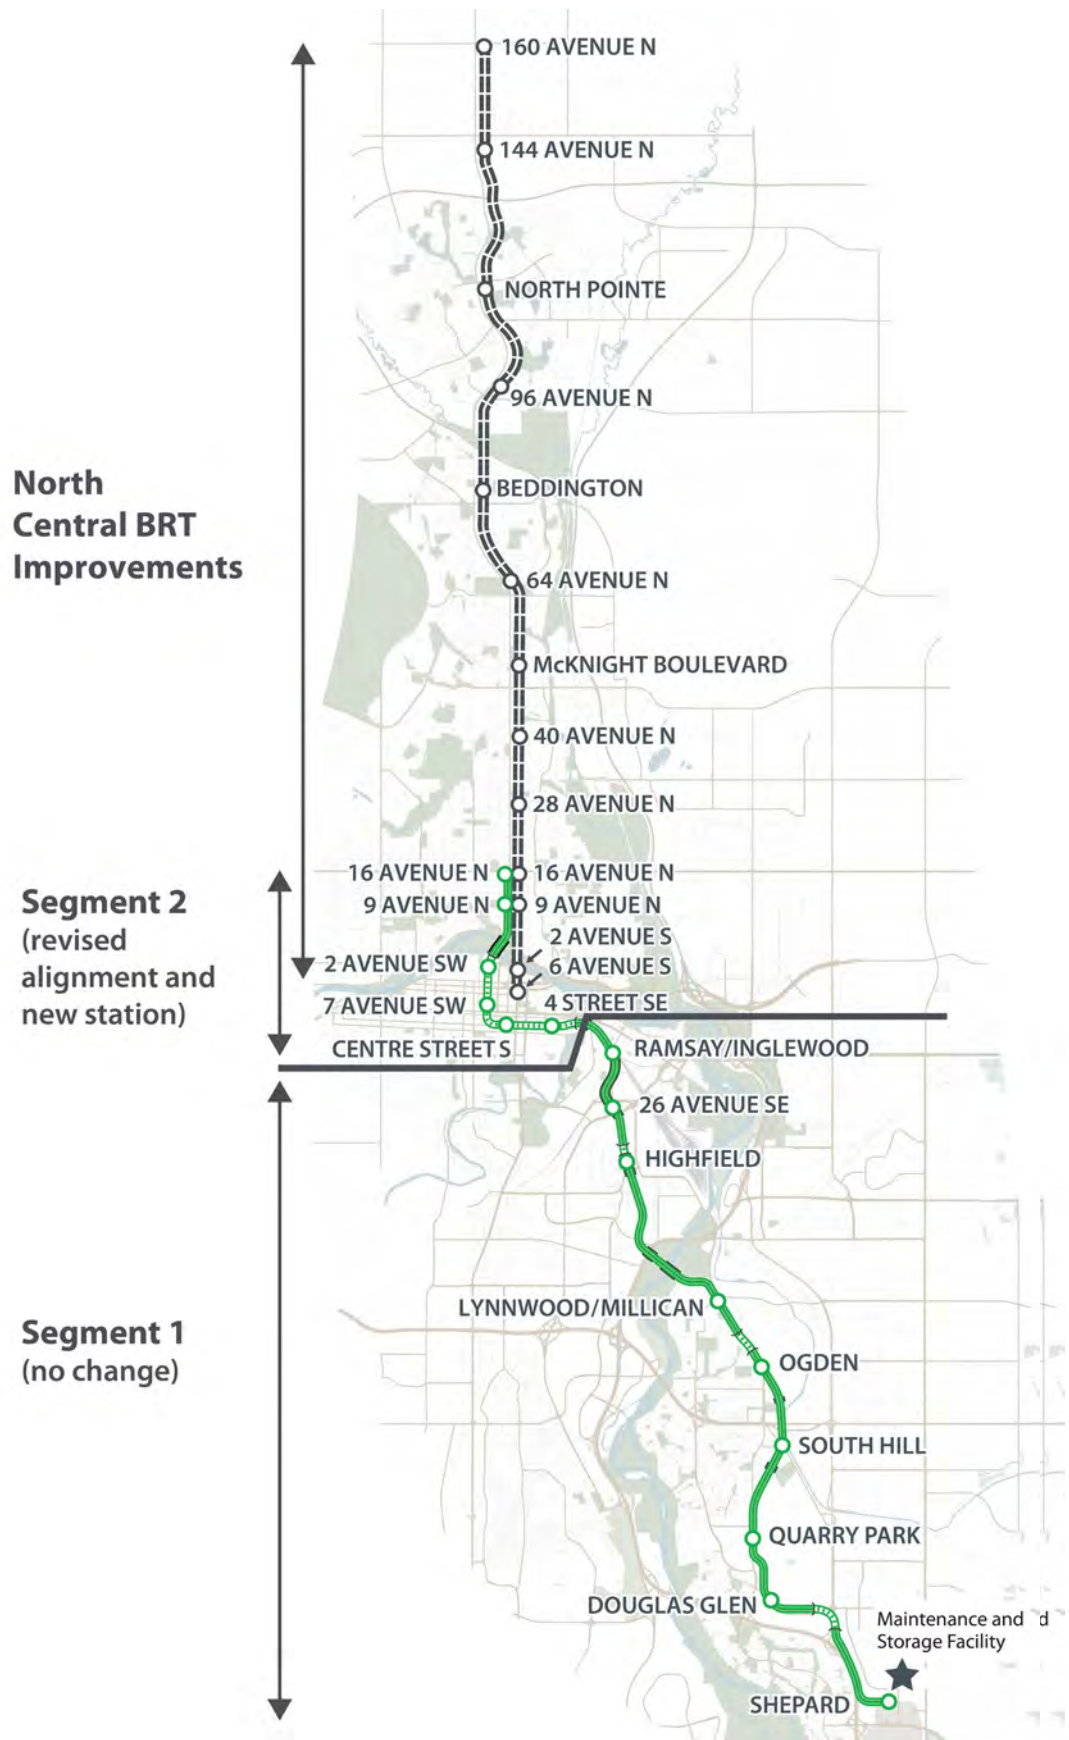 160 AVENUE N
144 AVENUE N
NORTH POINTE
96 AVENUE N
North
Central BRT
Improvements
BEDDINGTON
64 AVENUE N
McKNIGHT BOULEVARD
40 AVENUE N
28 AVENUE N
16 AVENUE N
16 AVENUE N
Segment 2
(revised
alignment and
new station)
9 AVENUE N
9 AVENUE N
2 AVENUE S
2 AVENUE SW
6 AVENUE S
7 AVENUE SW
4 STREET SE
CENTRE STREET S
RAMSAY/INGLEWOOD
26 AVENUE SE
HIGHFIELD
LYNNWOOD/MILLICAN
Segment 1
(no change)
OGDEN
SOUTH HILL
QUARRY PARK
DOUGLAS GLEN
Maintenance and d
Storage Facility
SHEPARD